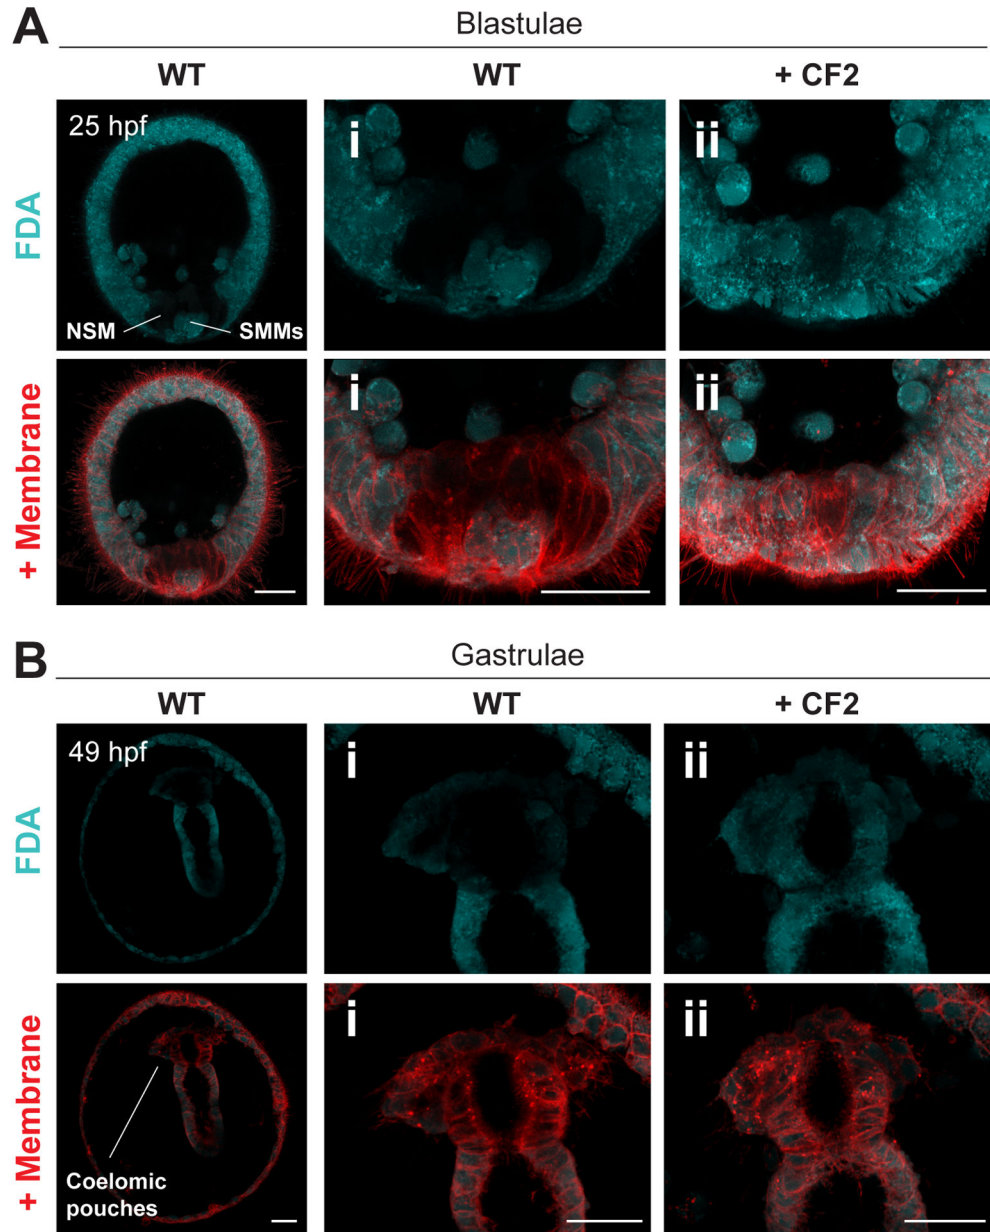 A
Blastulae
WT
WT
+ CF2
FDA
25 hpf
i
ii
NSM
SMMs
+ Membrane
i
ii
B
Gastrulae
WT
WT
+ CF2
FDA
49 hpf
i
ii
+ Membrane
i
ii
Coelomic
pouches